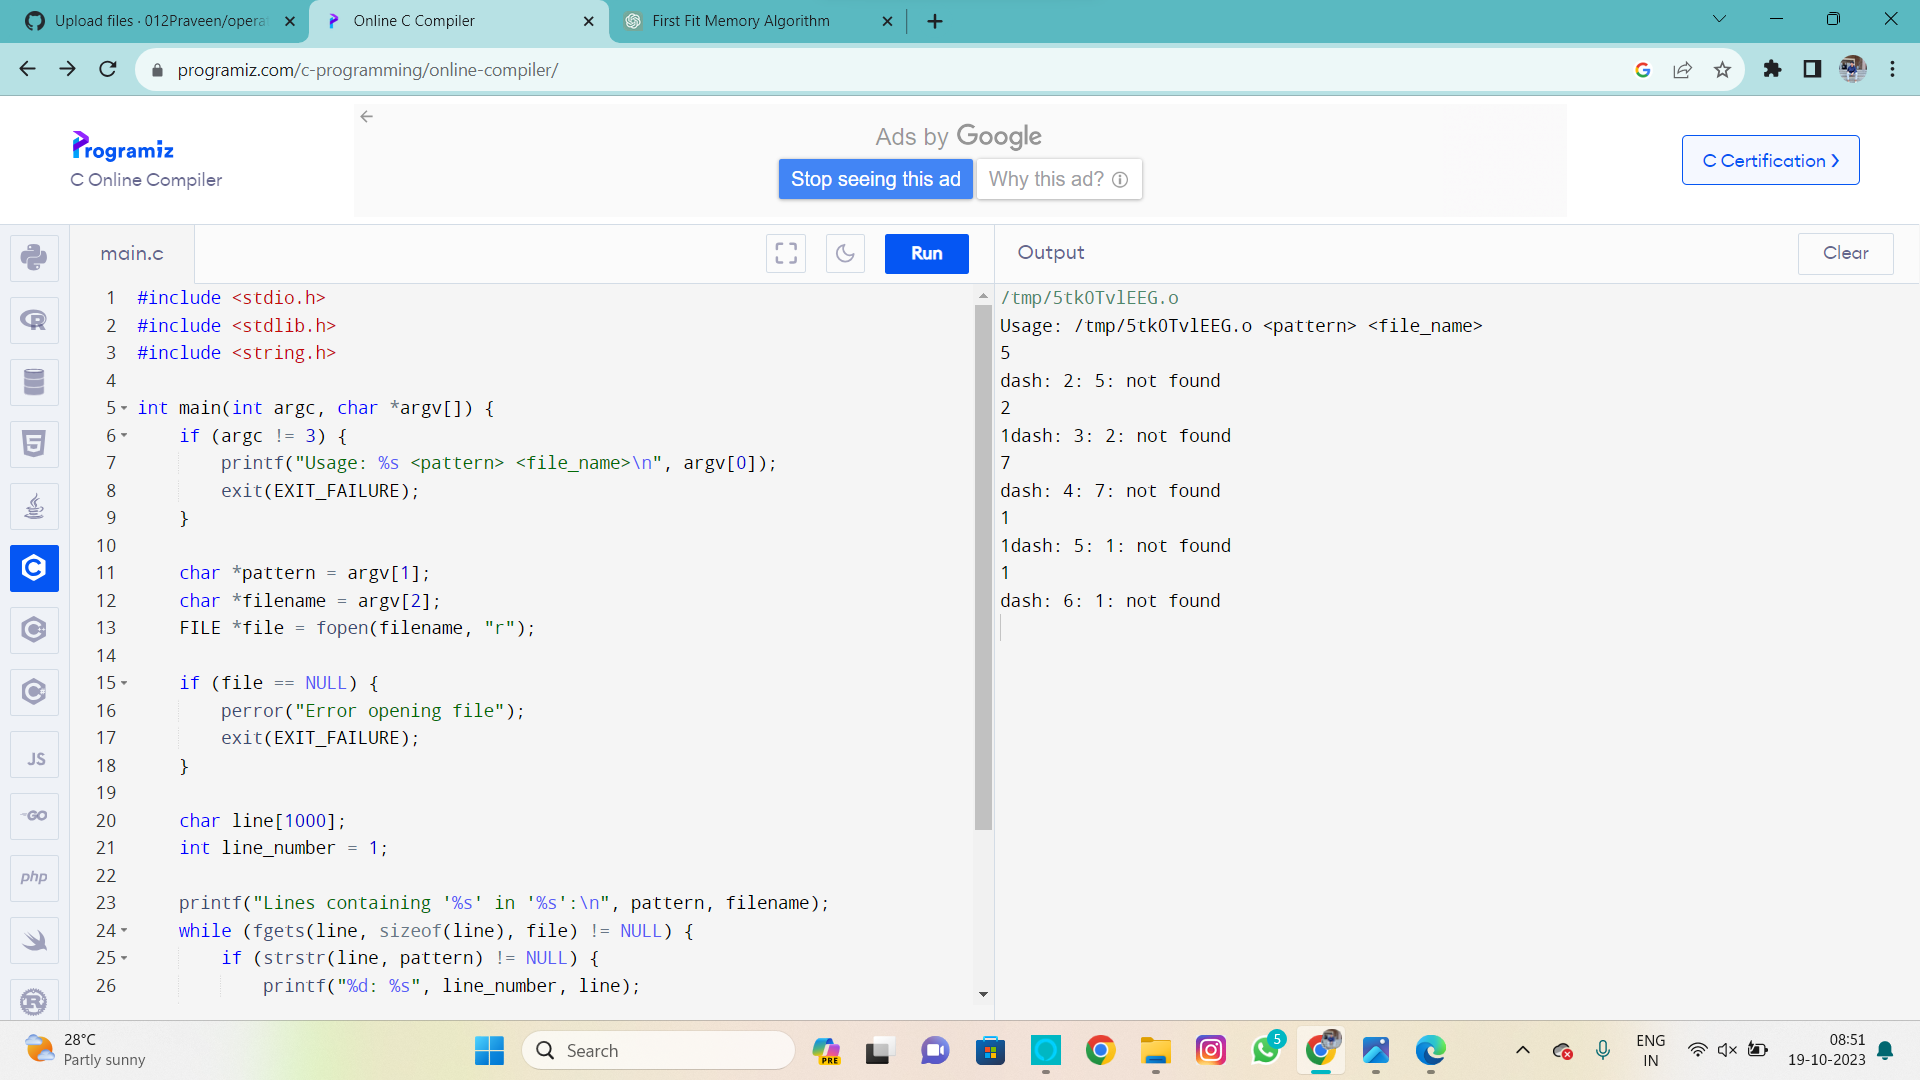 Upload files · 012Praveen/opera
Online C Compiler
First Fit Memory Algorithm
programiz.com/c-programming/online-compiler/
Programiz
C Online Compiler
Ads by Google
Stop seeing this ad
Why this ad?
C Certification
main.c
Run
Output
Clear
1 #include <stdio.h>
2 #include <stdlib.h>
3 #include <string.h>
4
5 int main(int argc, char *argv[]) {
6 if (argc != 3) {
7 printf("Usage: %s <pattern> <file_name>\n", argv[0]);
8 exit(EXIT_FAILURE);
9 }
10
11 char *pattern = argv[1];
12 char *filename = argv[2];
13 FILE *file = fopen(filename, "r");
14
15 if (file == NULL) {
16 perror("Error opening file");
17 exit(EXIT_FAILURE);
18 }
19
20 char line[1000];
21 int line_number = 1;
22
23 printf("Lines containing '%s' in '%s':\n", pattern, filename);
24 while (fgets(line, sizeof(line), file) != NULL) {
25 if (strstr(line, pattern) != NULL) {
26 printf("%d: %s", line_number, line);
/tmp/5tkOTvlEEG.o
Usage: /tmp/5tkOTvlEEG.o <pattern> <file_name>
5
dash: 2: 5: not found
2
1dash: 3: 2: not found
7
dash: 4: 7: not found
1
1dash: 5: 1: not found
1
dash: 6: 1: not found
R
5
JS
GO
php
28°C
Partly sunny
Search
PRE
5
ENG
IN
08:51
19-10-2023